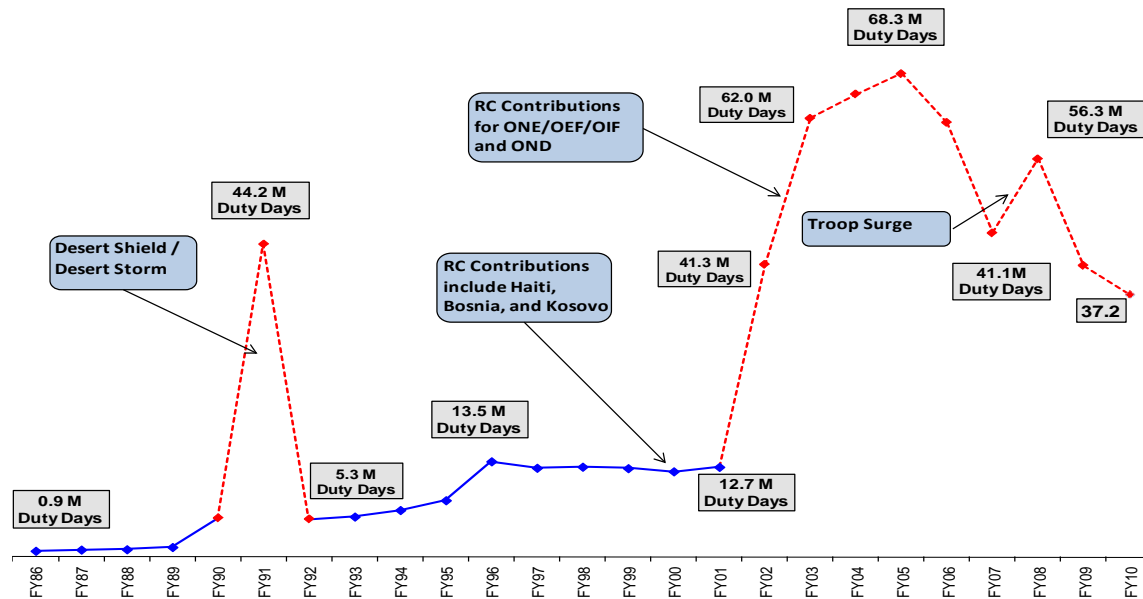 68.3 M
Duty Days
62.0 M
Duty Days
RC Contributions
for ONE/OEF/OIF
and OND
56.3 M
Duty Days
44.2 M
Duty Days
Troop Surge
Desert Shield /
Desert Storm
RC Contributions
include Haiti,
Bosnia, and Kosovo
41.3 M
Duty Days
41.1M
Duty Days
37.2
13.5 M
Duty Days
5.3 M
Duty Days
12.7 M
Duty Days
0.9 M
Duty Days
FY86
FY87
FY88
FY89
FY90
FY91
FY92
FY93
FY94
FY95
FY96
FY97
FY98
FY99
FY00
FY01
FY02
FY03
FY04
FY05
FY06
FY07
FY08
FY09
FY10